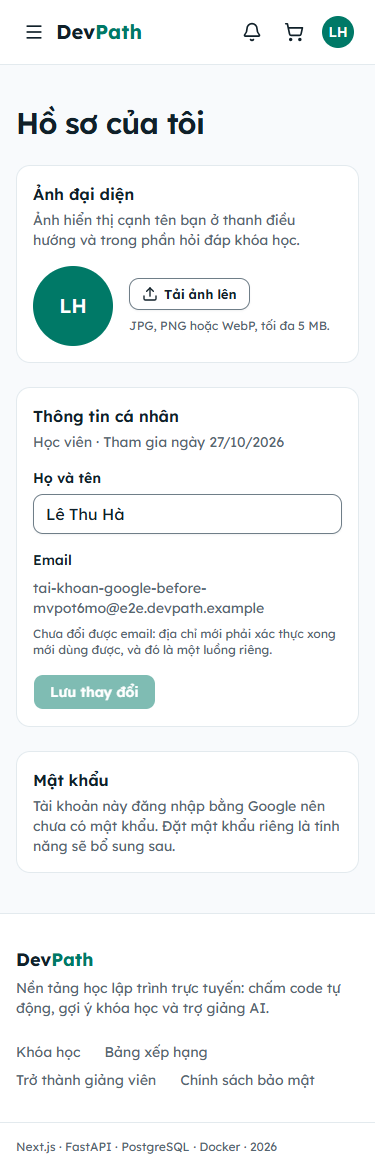 DevPath
LH
Hồ sơ của tôi
Ảnh đại diện
Ảnh hiển thị cạnh tên bạn ở thanh điều
hướng và trong phần hỏi đáp khóa học.
LH
Tải ảnh lên
JPG, PNG hoặc WebP, tối đa 5 MB.
Thông tin cá nhân
Học viên · Tham gia ngày 27/10/2026
Họ và tên
Lê Thu Hà
Email
tai-khoan-google-before-
mvpot6mo@e2e.devpath.example
Chưa đổi được email: địa chỉ mới phải xác thực xong
mới dùng được, và đó là một luồng riêng.
Lưu thay đổi
Mật khẩu
Tài khoản này đăng nhập bằng Google nên
chưa có mật khẩu. Đặt mật khẩu riêng là tính
năng sẽ bổ sung sau.
DevPath
Nền tảng học lập trình trực tuyến: chấm code tự
động, gợi ý khóa học và trợ giảng AI.
Khóa học Bảng xếp hạng
Trở thành giảng viên Chính sách bảo mật
Next.js · FastAPI · PostgreSQL · Docker · 2026